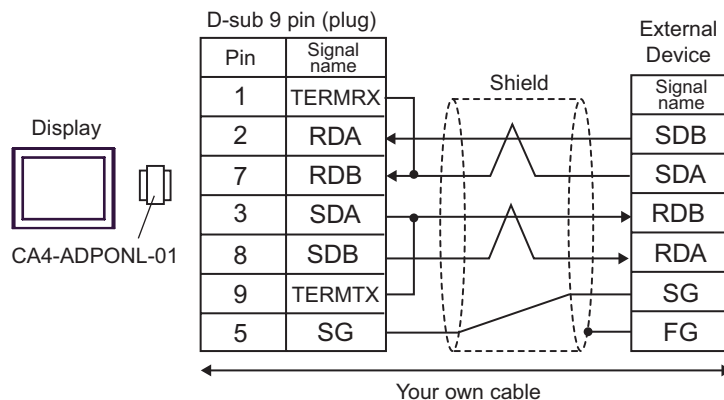 D-sub 9 pin (plug)
External
Device
Pin
Signal
name
Shield
Signal
name
1
TERMRX
Display
2
RDA
SDB
7
RDB
SDA
3
SDA
RDB
CA4-ADPONL-01
8
SDB
RDA
9
TERMTX
SG
5
SG
FG
Your own cable